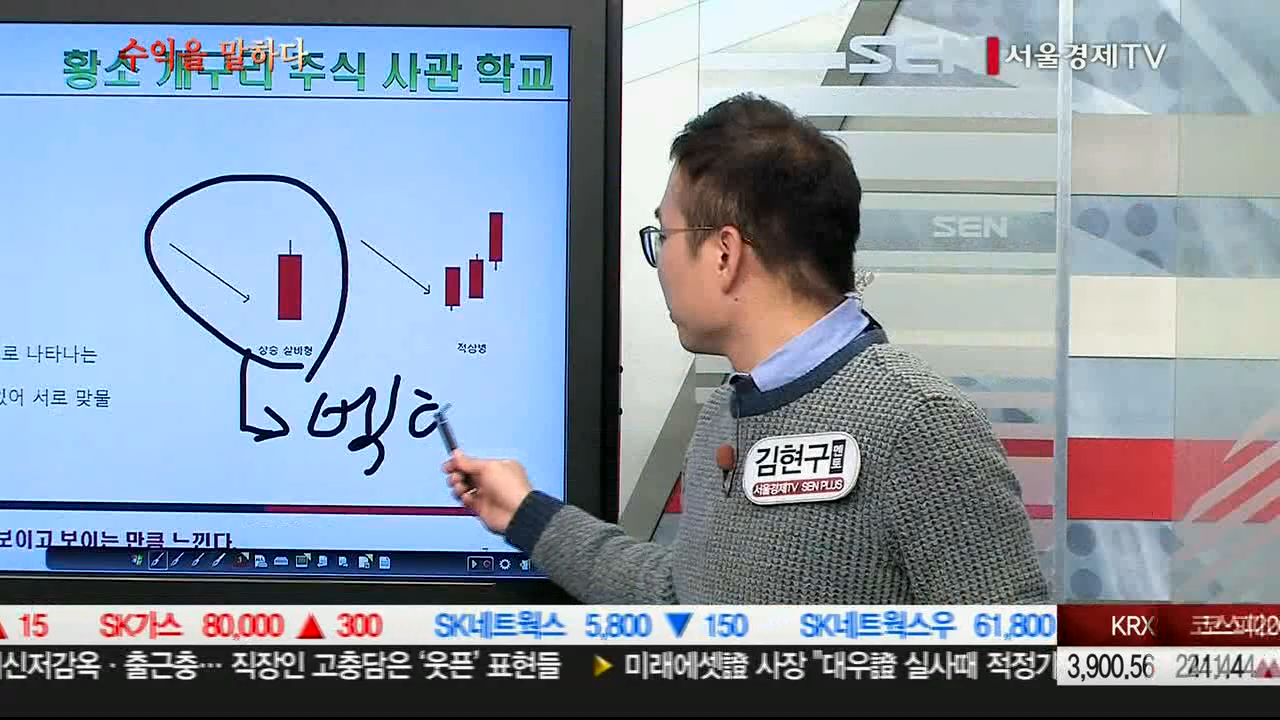 수익을 말하다
황소 개구리 주식 사관 학교
SEN 서울경제TV
SEN
로 나타나는
있어 서로 맞물
상승 샅바형
적삼병
벽
김현구 멘토
서울경제TV SEN PLUS
보이고 보이는 만큼 느낀다
▲ 15 SK가스 80,000 ▲ 300 SK네트웍스 5,800 ▼ 150 SK네트웍스우 61,800
KRX
신저감옥·출근충… 직장인 고충담은 ‘웃픈’ 표현들 ▶ 미래에셋證 사장 "대우證 실사때 적정가
3,900.56